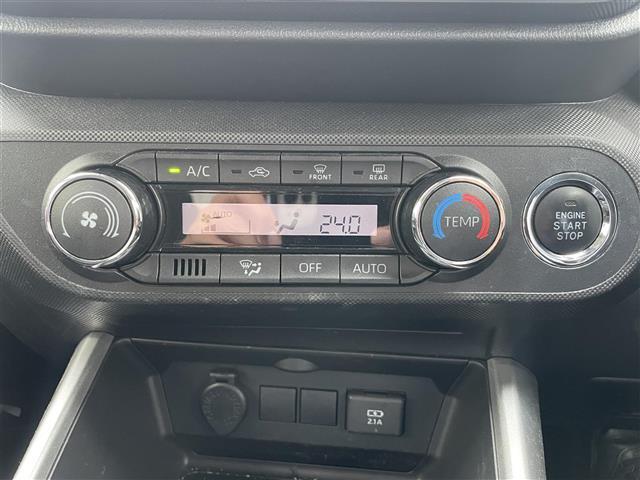 A/C
FRONT
REAR
AUTO
24.0
TEMP
ENGINE
START
STOP
OFF
AUTO
2.1A